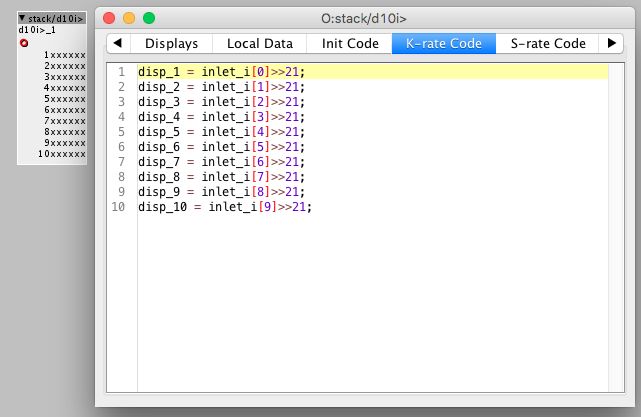 ▼ stack/d10i>
d10i>_1
1xxxxxx
2xxxxxx
3xxxxxx
4xxxxxx
5xxxxxx
6xxxxxx
7xxxxxx
8xxxxxx
9xxxxxx
10xxxxxx
O:stack/d10i>
◀ Displays Local Data Init Code K-rate Code S-rate Code ▶
1 disp_1 = inlet_i[0]>>21;
2 disp_2 = inlet_i[1]>>21;
3 disp_3 = inlet_i[2]>>21;
4 disp_4 = inlet_i[3]>>21;
5 disp_5 = inlet_i[4]>>21;
6 disp_6 = inlet_i[5]>>21;
7 disp_7 = inlet_i[6]>>21;
8 disp_8 = inlet_i[7]>>21;
9 disp_9 = inlet_i[8]>>21;
10 disp_10 = inlet_i[9]>>21;